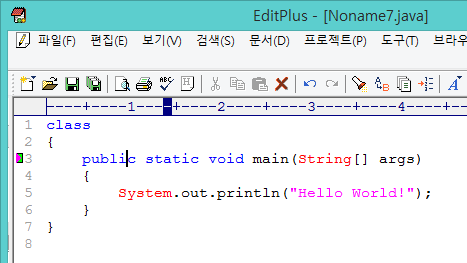 EditPlus - [Noname7.java]
파일(F) 편집(E) 보기(V) 검색(S) 문서(D) 프로젝트(P) 도구(T) 브라우
----+----1----+----2----+----3----+----4----+-
1 class
2 {
3     public static void main(String[] args)
4     {
5         System.out.println("Hello World!");
6     }
7 }
8